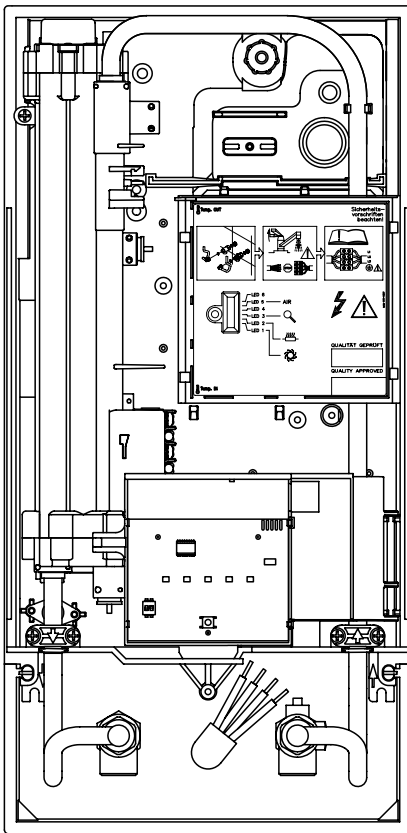 Temp. OUT
Sicherheits-
vorschriften
beachten!
LED 6
LED 5 AIR
LED 4
LED 3
LED 2
LED 1
QUALITÄT GEPRÜFT
QUALITY APPROVED
Temp. IN